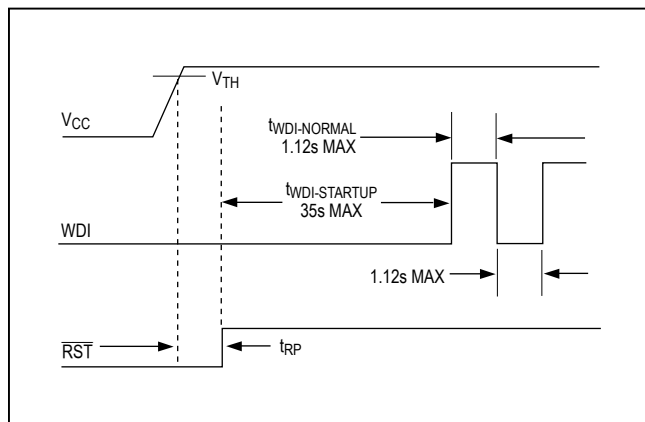 VTH
VCC
tWDI-NORMAL
1.12s MAX
tWDI-STARTUP
35s MAX
WDI
1.12s MAX
RST
tRP